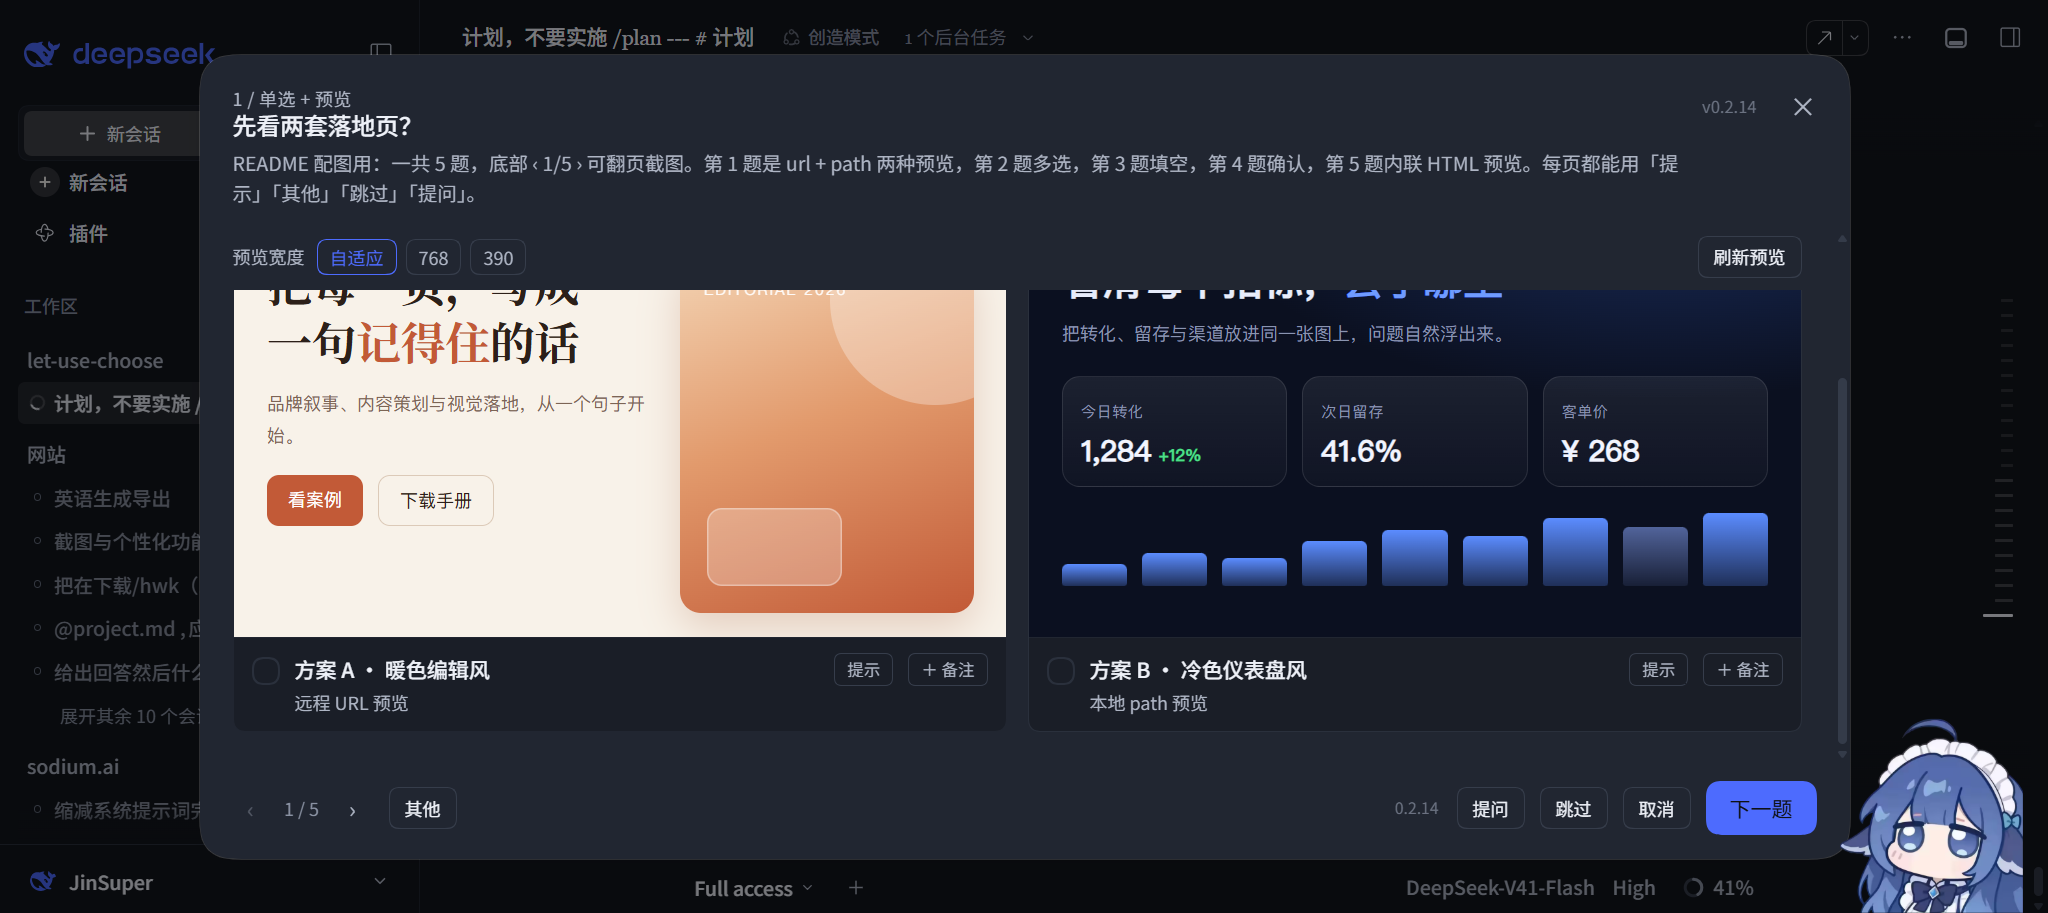 deepseek
新会话
新会话
插件
工作区
let-use-choose
计划，不要实施 /
网站
英语生成导出
截图与个性化功能
把在下载/hwk（
@project.md ,应
给出回答然后什么
展开其余 10 个会话
sodium.ai
缩减系统提示词
JinSuper
计划，不要实施 /plan --- # 计划
创造模式
1 个后台任务
1 / 单选 + 预览
先看两套落地页？
v0.2.14
README 配图用：一共 5 题，底部 ‹ 1/5 › 可翻页截图。第 1 题是 url + path 两种预览，第 2 题多选，第 3 题填空，第 4 题确认，第 5 题内联 HTML 预览。每页都能用「提
示」「其他」「跳过」「提问」。
预览宽度
自适应
768
390
刷新预览
EDITORIAL 2026
一句记得住的话
品牌叙事、内容策划与视觉落地，从一个句子开
始。
看案例
下载手册
方案 A · 暖色编辑风
远程 URL 预览
提示
＋ 备注
把转化、留存与渠道放进同一张图上，问题自然浮出来。
今日转化
1,284 +12%
次日留存
41.6%
客单价
¥ 268
方案 B · 冷色仪表盘风
本地 path 预览
提示
＋ 备注
‹ 1 / 5 ›
其他
0.2.14
提问
跳过
取消
下一题
Full access
DeepSeek-V41-Flash
High
41%